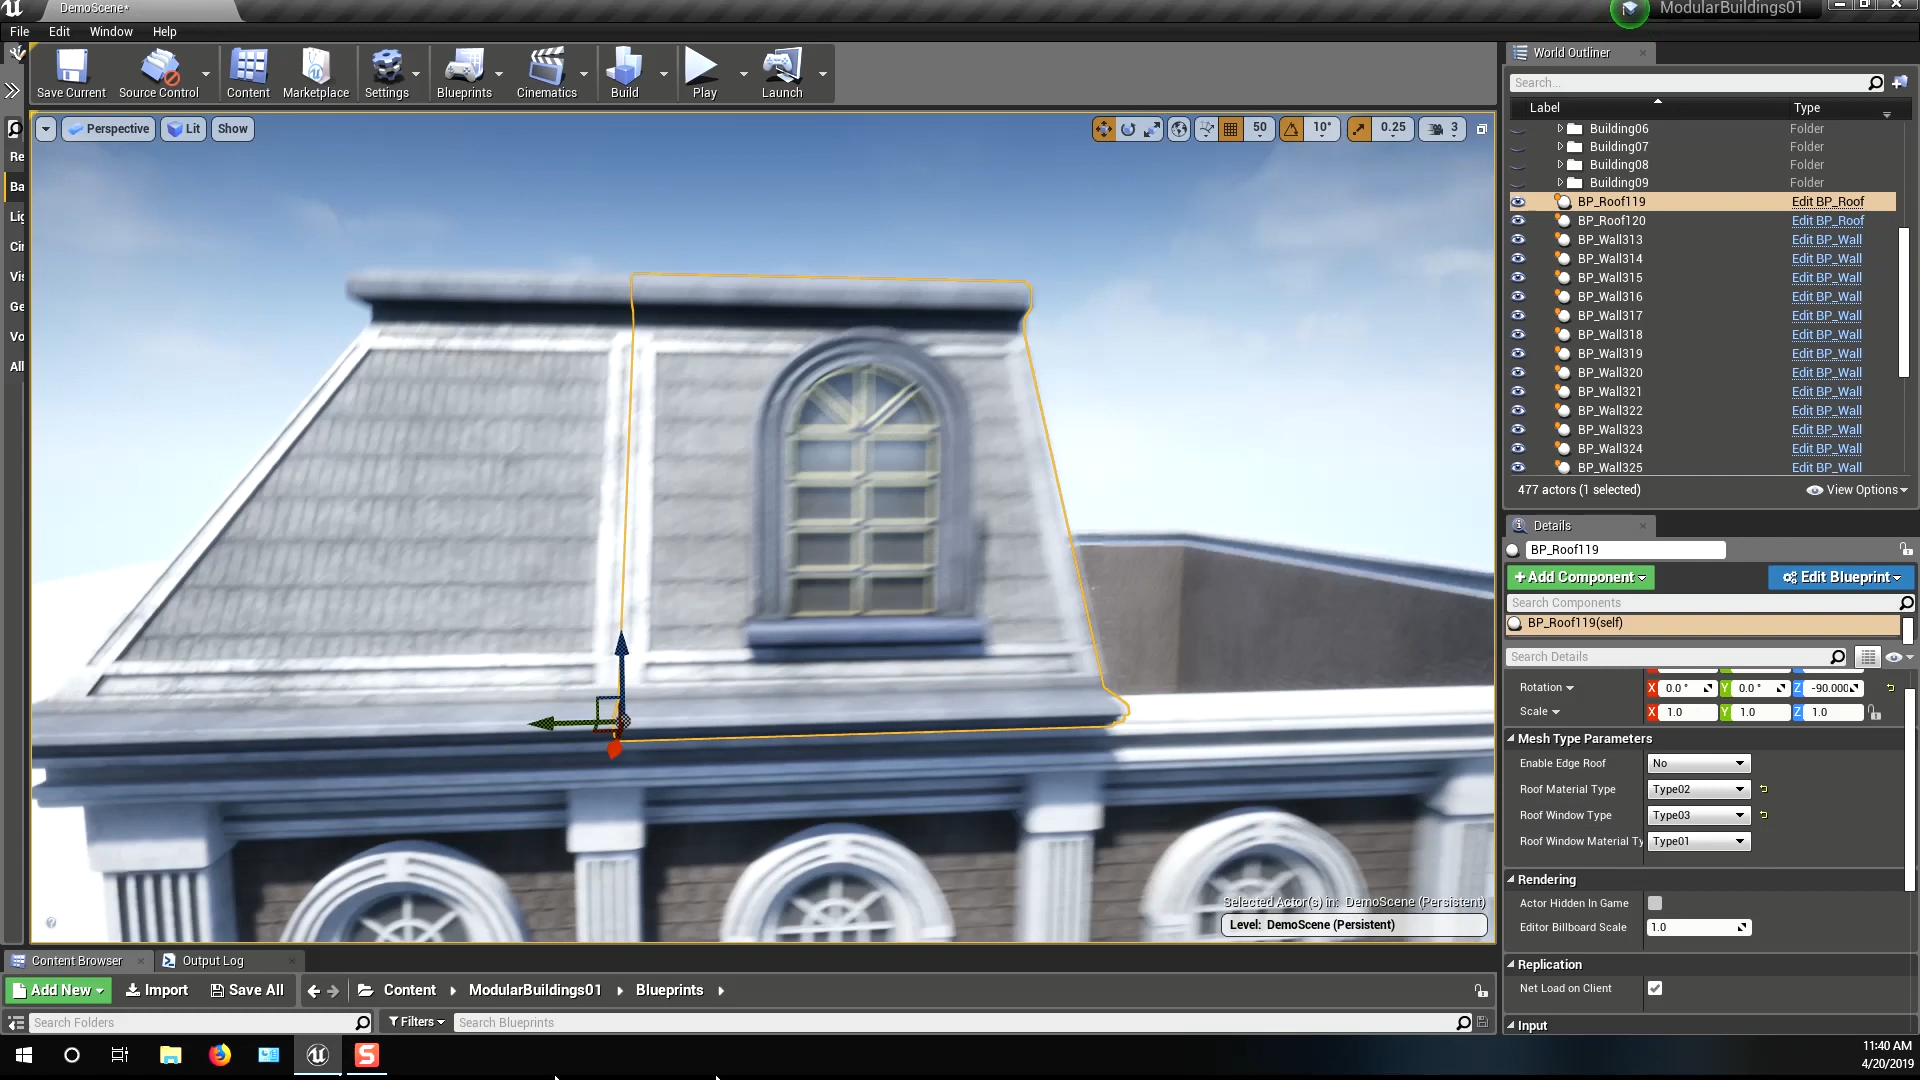 DemoScene*
ModularBuildings01
File Edit Window Help
Save Current
Source Control
Content
Marketplace
Settings
Blueprints
Cinematics
Build
Play
Launch
Re
Ba
Lig
Cin
Vis
Ge
Vo
All
Perspective Lit Show
50 10° 0.25 3
Selected Actor(s) in: DemoScene (Persistent)
Level: DemoScene (Persistent)
World Outliner
Search...
Label Type
Building06 Folder
Building07 Folder
Building08 Folder
Building09 Folder
BP_Roof119 Edit BP_Roof
BP_Roof120 Edit BP_Roof
BP_Wall313 Edit BP_Wall
BP_Wall314 Edit BP_Wall
BP_Wall315 Edit BP_Wall
BP_Wall316 Edit BP_Wall
BP_Wall317 Edit BP_Wall
BP_Wall318 Edit BP_Wall
BP_Wall319 Edit BP_Wall
BP_Wall320 Edit BP_Wall
BP_Wall321 Edit BP_Wall
BP_Wall322 Edit BP_Wall
BP_Wall323 Edit BP_Wall
BP_Wall324 Edit BP_Wall
BP_Wall325 Edit BP_Wall
477 actors (1 selected) View Options
Details
BP_Roof119
+Add Component Edit Blueprint
Search Components
BP_Roof119(self)
Search Details
Rotation X 0.0 ° Y 0.0 ° Z -90.000
Scale X 1.0 Y 1.0 Z 1.0
Mesh Type Parameters
Enable Edge Roof No
Roof Material Type Type02
Roof Window Type Type03
Roof Window Material Ty Type01
Rendering
Actor Hidden In Game
Editor Billboard Scale 1.0
Replication
Net Load on Client
Input
Content Browser Output Log
Add New Import Save All Content ModularBuildings01 Blueprints
Search Folders Filters Search Blueprints
11:40 AM
4/20/2019